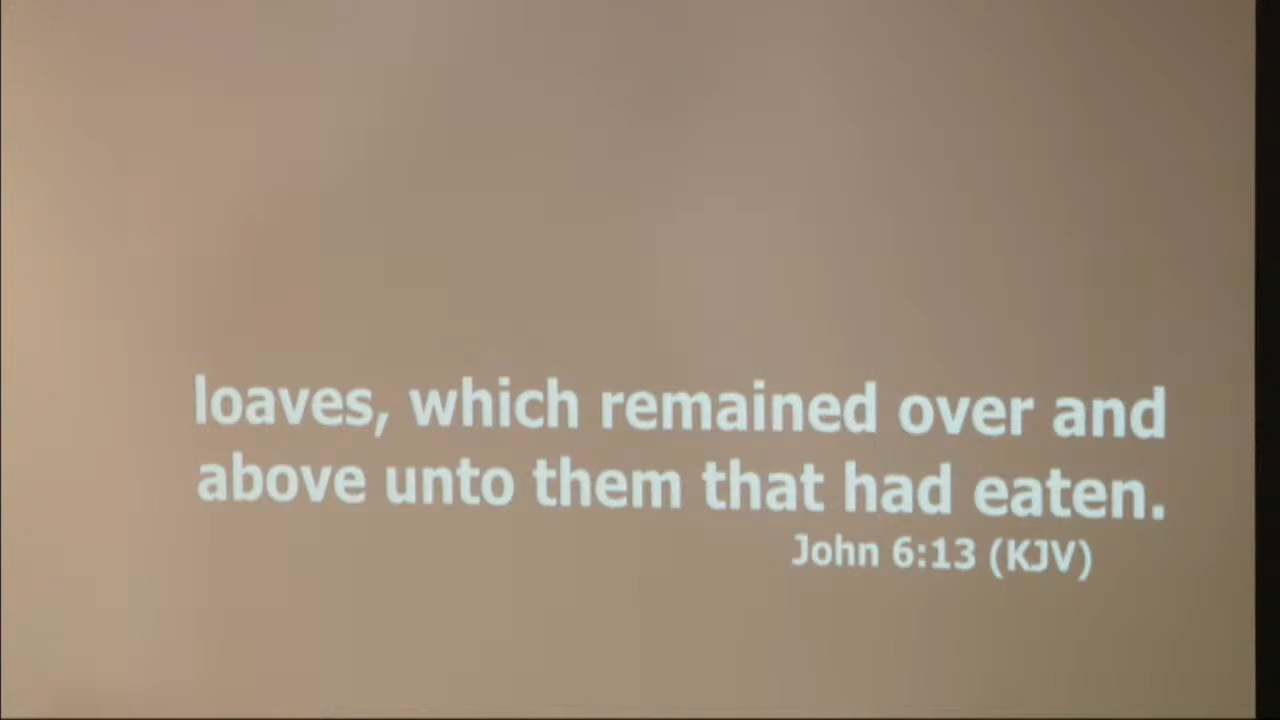 loaves, which remained over and
above unto them that had eaten.
John 6:13 (KJV)